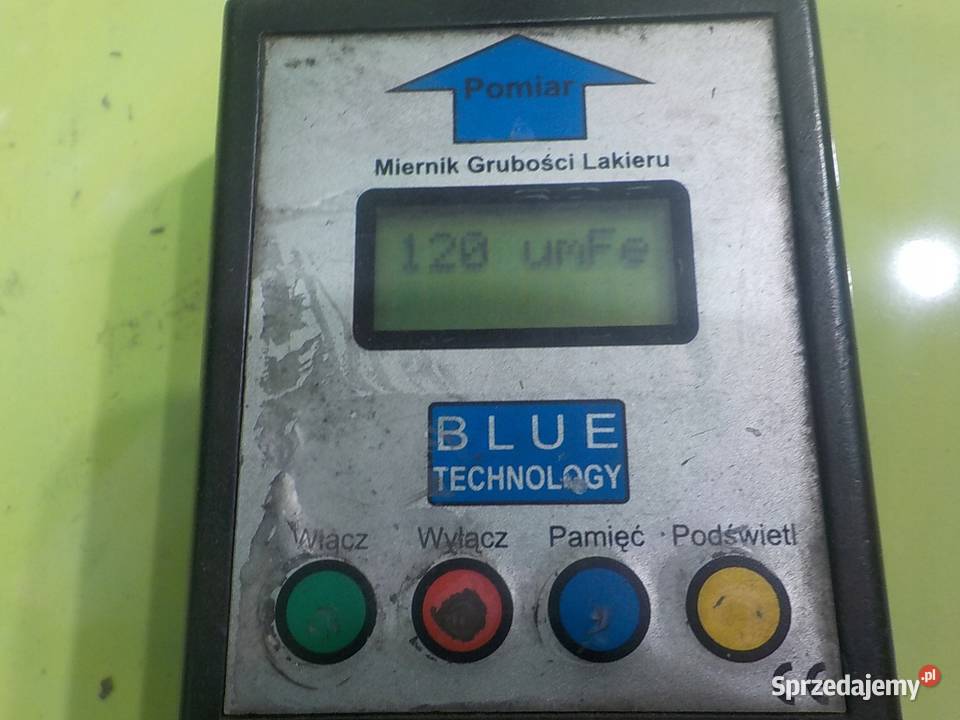 Pomiar
Miernik Grubości Lakieru
120 umFe
BLUE
TECHNOLOGY
Włącz Wyłącz Pamięć Podświetl
CE
Sprzedajemy.pl